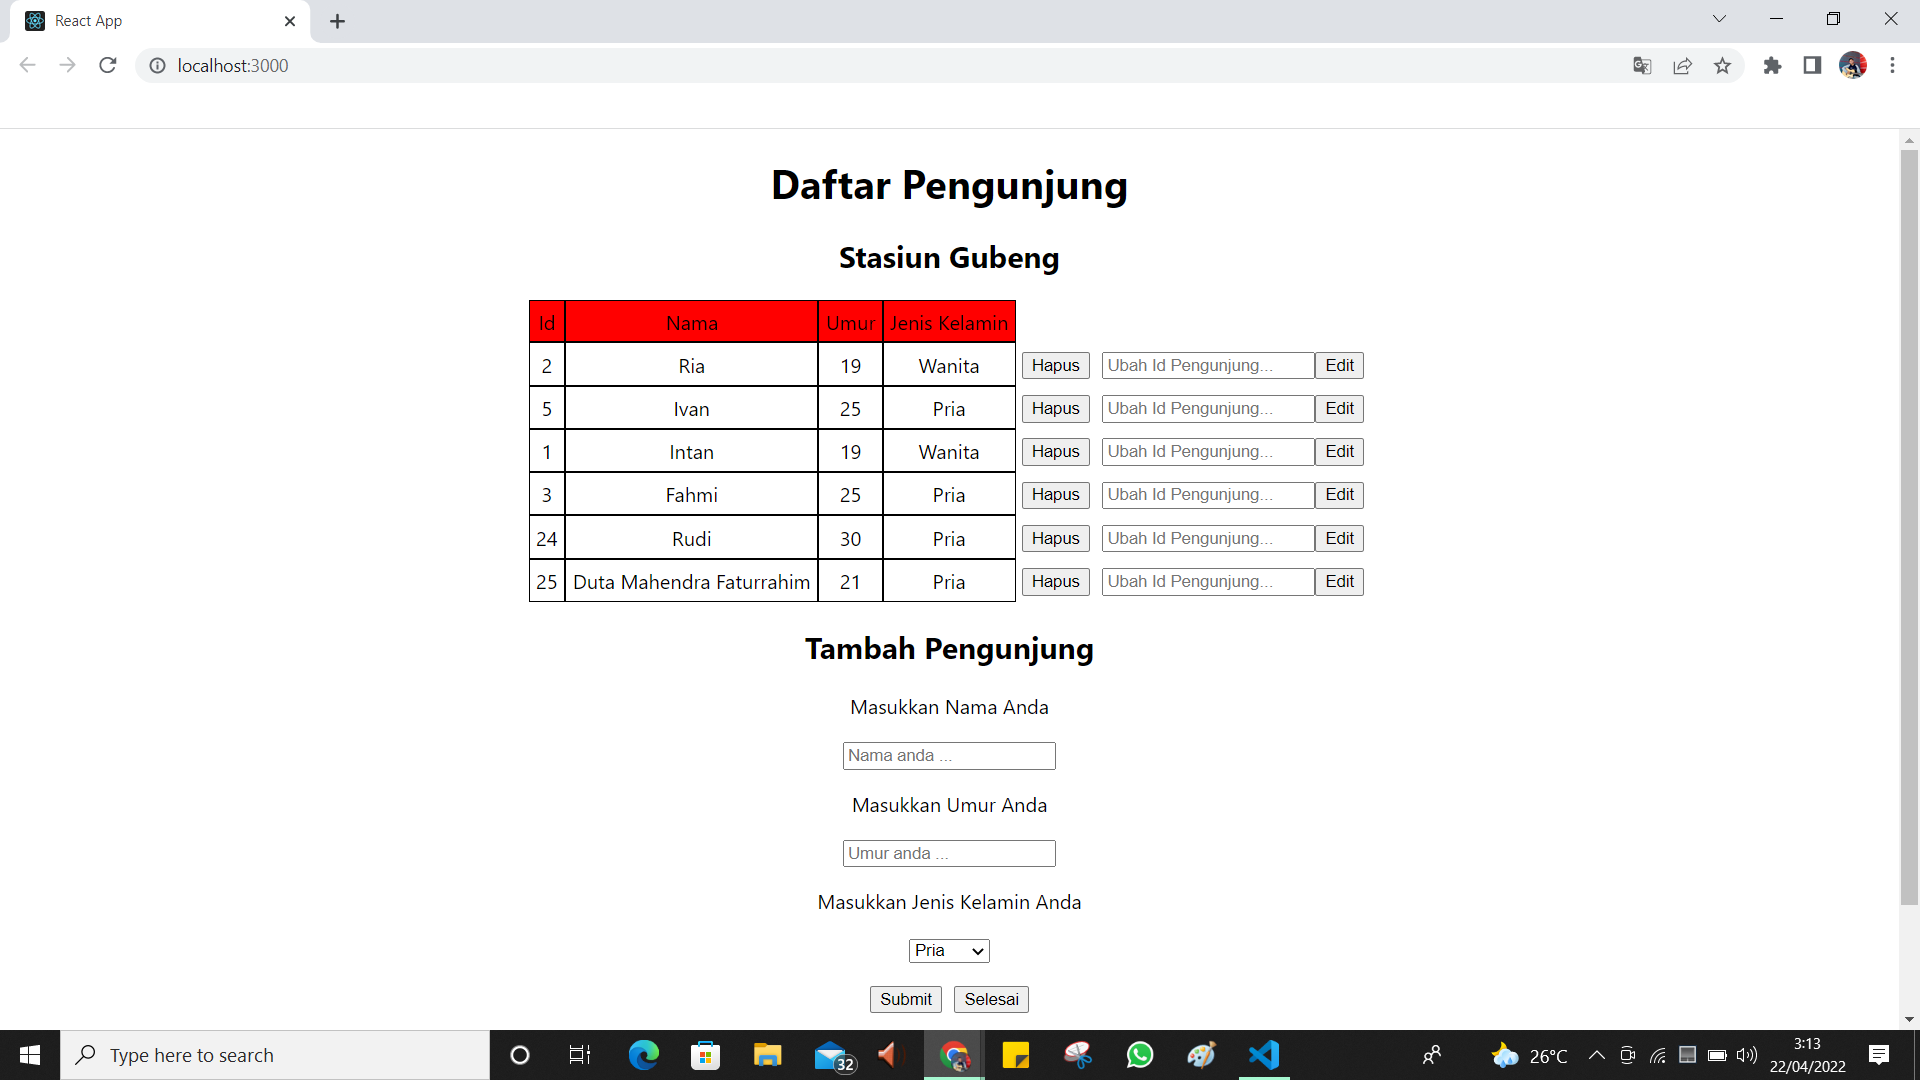 React App
localhost:3000
Daftar Pengunjung
Stasiun Gubeng
Id Nama Umur Jenis Kelamin
2 Ria 19 Wanita Hapus Ubah Id Pengunjung... Edit
5 Ivan 25 Pria Hapus Ubah Id Pengunjung... Edit
1 Intan 19 Wanita Hapus Ubah Id Pengunjung... Edit
3 Fahmi 25 Pria Hapus Ubah Id Pengunjung... Edit
24 Rudi 30 Pria Hapus Ubah Id Pengunjung... Edit
25 Duta Mahendra Faturrahim 21 Pria Hapus Ubah Id Pengunjung... Edit
Tambah Pengunjung
Masukkan Nama Anda
Nama anda ...
Masukkan Umur Anda
Umur anda ...
Masukkan Jenis Kelamin Anda
Pria
Submit Selesai
Type here to search 32 26°C 3:13
22/04/2022